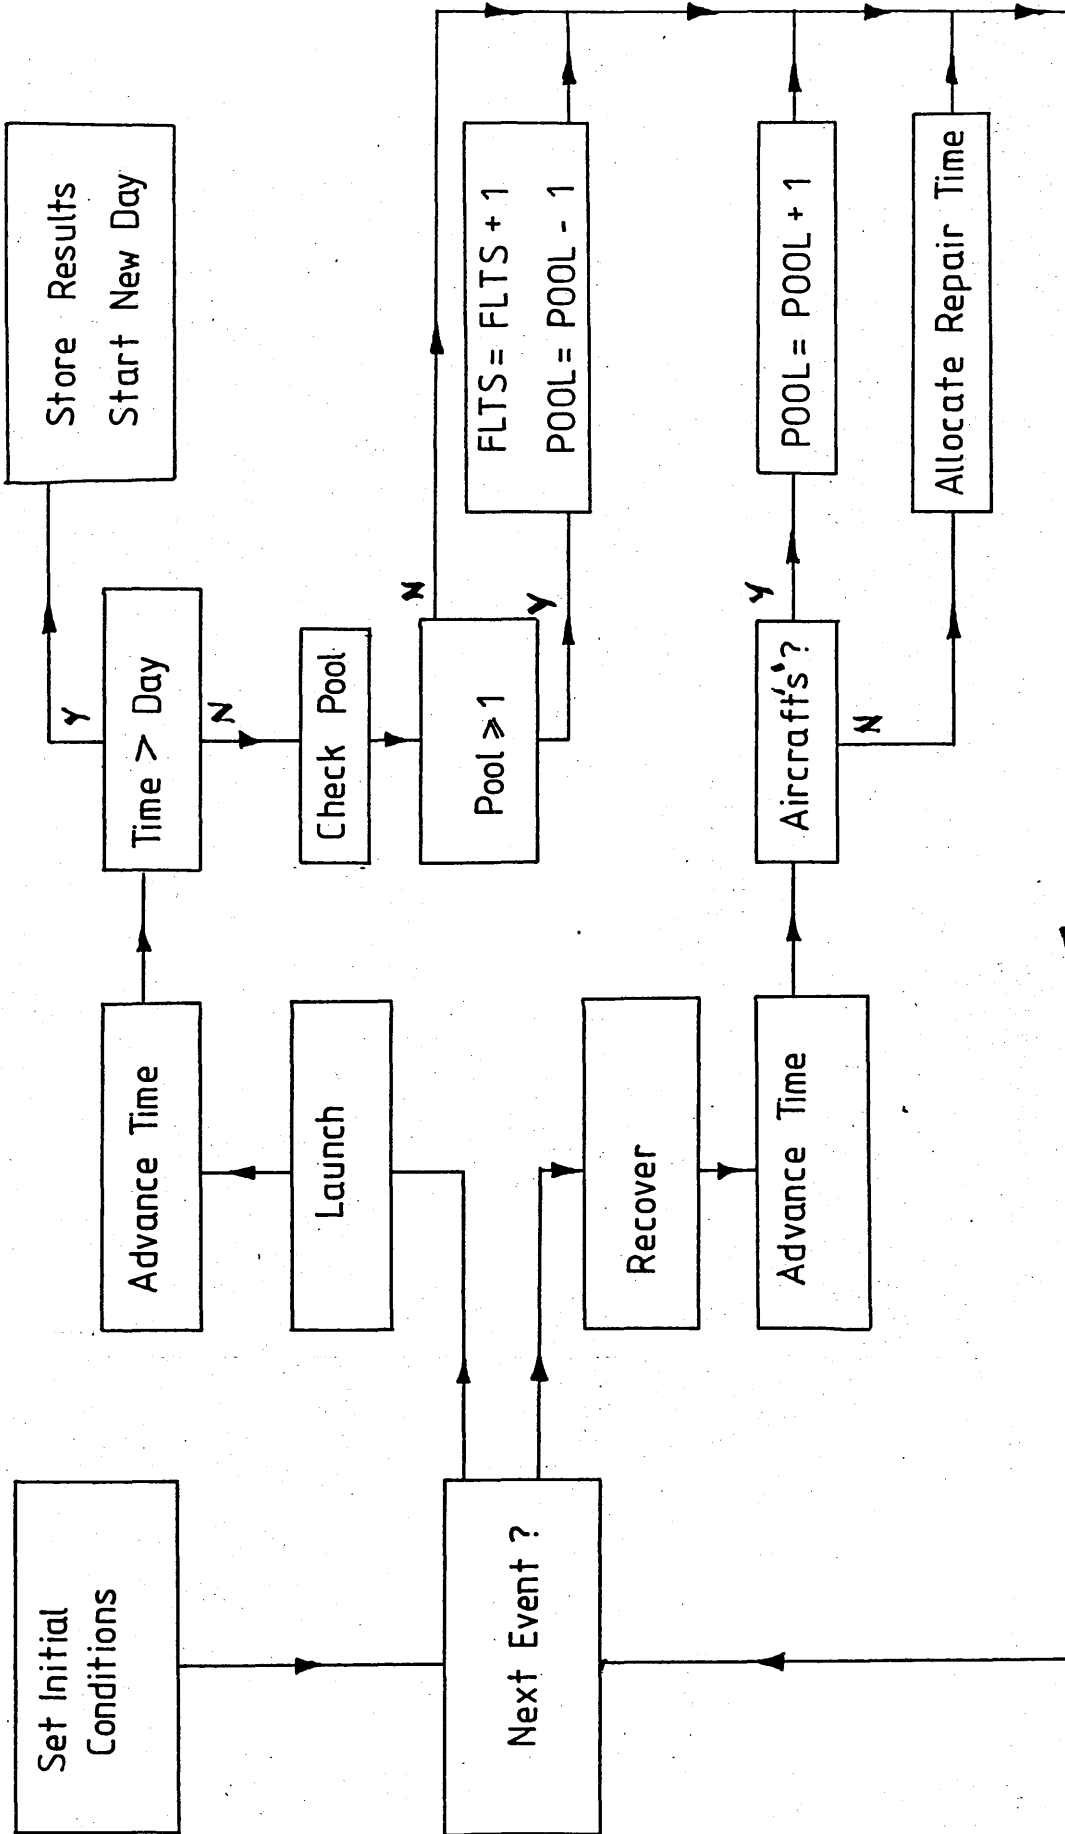 Set Initial
Conditions
Next Event ?
Advance Time
Launch
Recover
Advance Time
Time > Day
Y
N
Check Pool
Pool ⩾ 1
N
Y
Aircraft's'?
Y
N
Store Results
Start New Day
FLTS = FLTS + 1
POOL = POOL - 1
POOL = POOL + 1
Allocate Repair Time